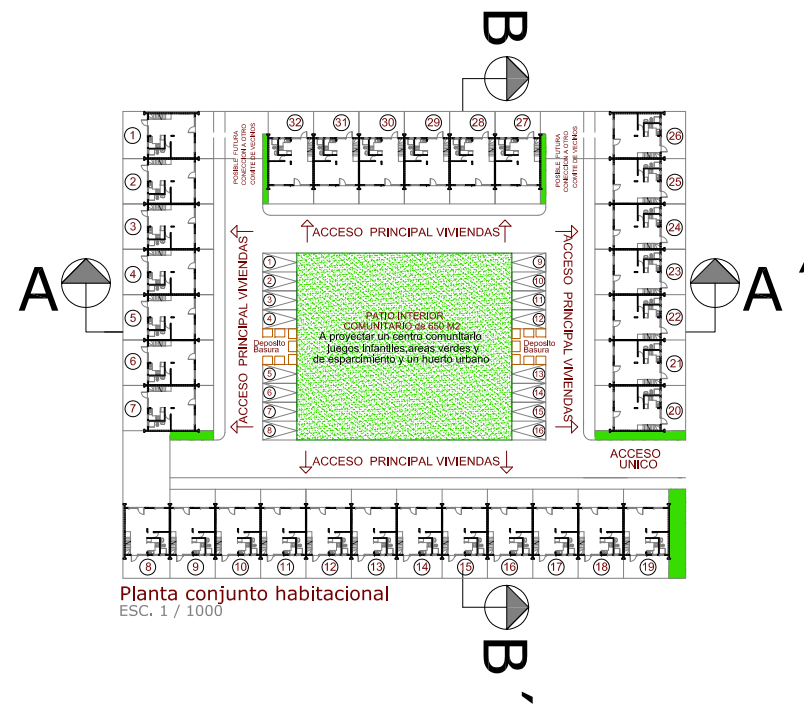 B
32
31
30
29
28
27
1
2
3
4
5
6
7
POSIBLE FUTURA
CONECCION A OTRO
COMITE DE VECINOS
POSIBLE FUTURA
CONECCION A OTRO
COMITE DE VECINOS
26
25
24
23
22
21
20
ACCESO PRINCIPAL VIVIENDAS
ACCESO PRINCIPAL VIVIENDAS
ACCESO PRINCIPAL VIVIENDAS
A
A ´
1
2
3
4
Deposito
Basura
5
6
7
8
PATIO INTERIOR
COMUNITARIO de 650 M2
A proyectar un centro comunitario
juegos infantiles,areas verdes y
de esparcimiento y un huerto urbano
9
10
11
12
Deposito
Basura
13
14
15
16
ACCESO PRINCIPAL VIVIENDAS
ACCESO
UNICO
8
9
10
11
12
13
14
15
16
17
18
19
Planta conjunto habitacional
ESC. 1 / 1000
B ´